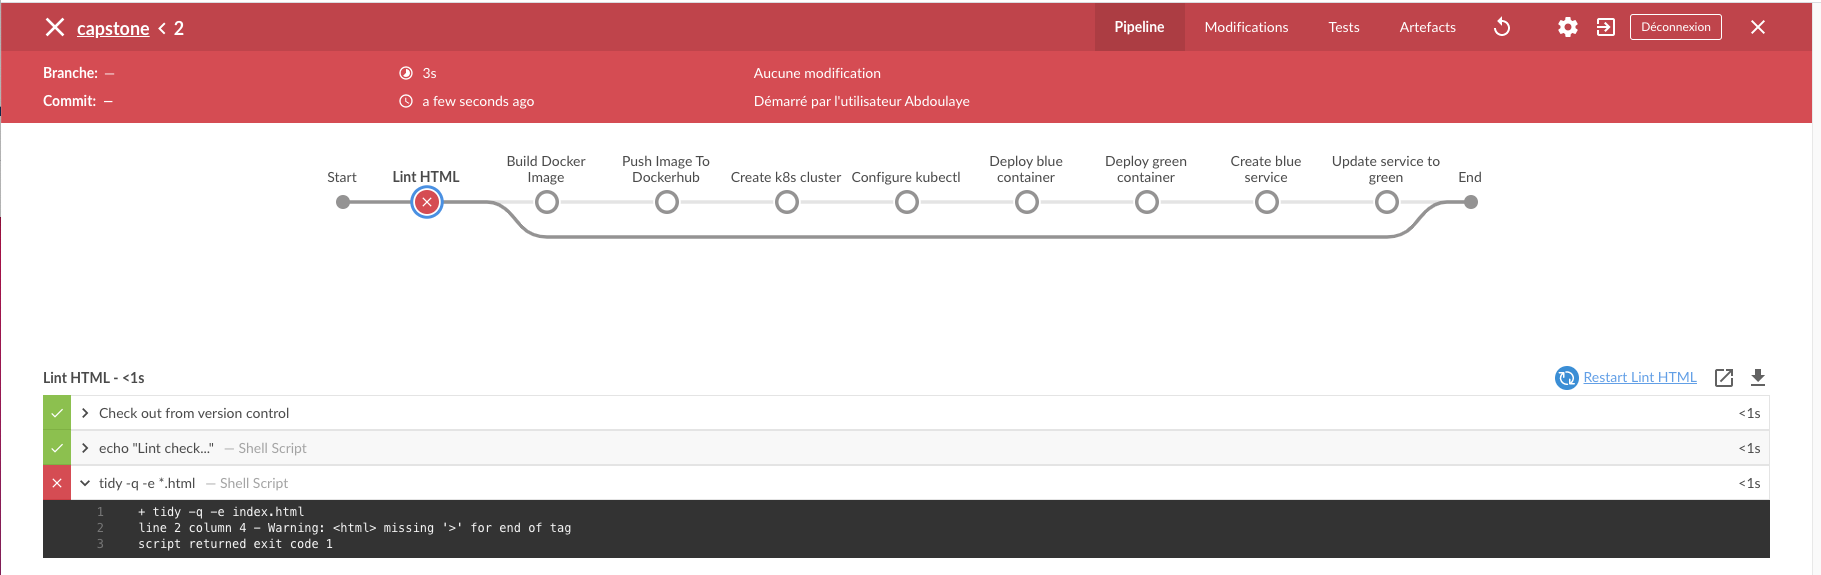 capstone < 2
Pipeline
Modifications
Tests
Artefacts
Déconnexion
Branche: —
3s
Aucune modification
Commit: —
a few seconds ago
Démarré par l'utilisateur Abdoulaye
Start
Lint HTML
Build Docker
Image
Push Image To
Dockerhub
Create k8s cluster
Configure kubectl
Deploy blue
container
Deploy green
container
Create blue
service
Update service to
green
End
Lint HTML - <1s
Restart Lint HTML
Check out from version control
<1s
echo "Lint check..." — Shell Script
<1s
tidy -q -e *.html — Shell Script
<1s
1 + tidy -q -e index.html
2 line 2 column 4 - Warning: <html> missing '>' for end of tag
3 script returned exit code 1